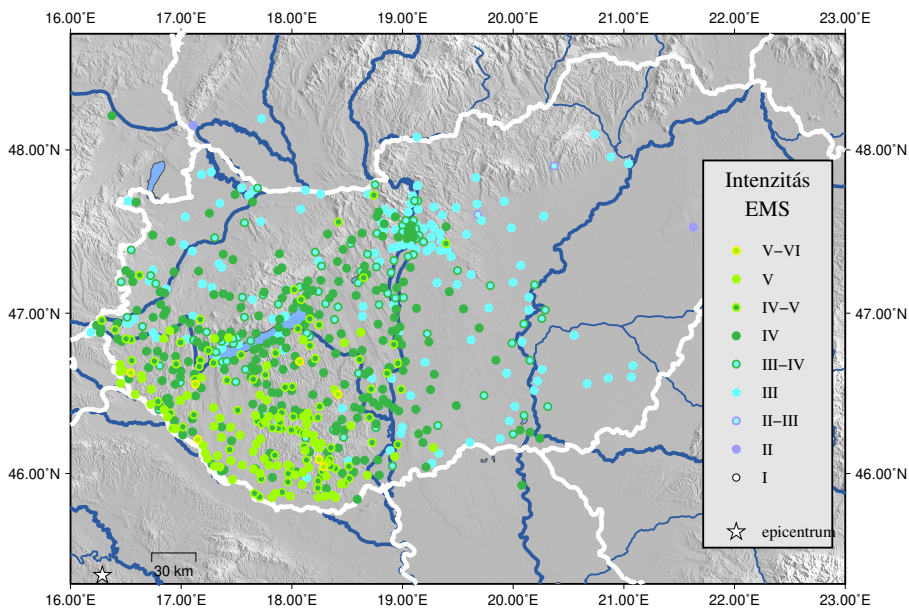 16.00°E 17.00°E 18.00°E 19.00°E 20.00°E 21.00°E 22.00°E 23.00°E
48.00°N 48.00°N
47.00°N 47.00°N
46.00°N 46.00°N
Intenzitás
EMS
V–VI
V
IV–V
IV
III–IV
III
II–III
II
I
epicentrum
30 km
16.00°E 17.00°E 18.00°E 19.00°E 20.00°E 21.00°E 22.00°E 23.00°E